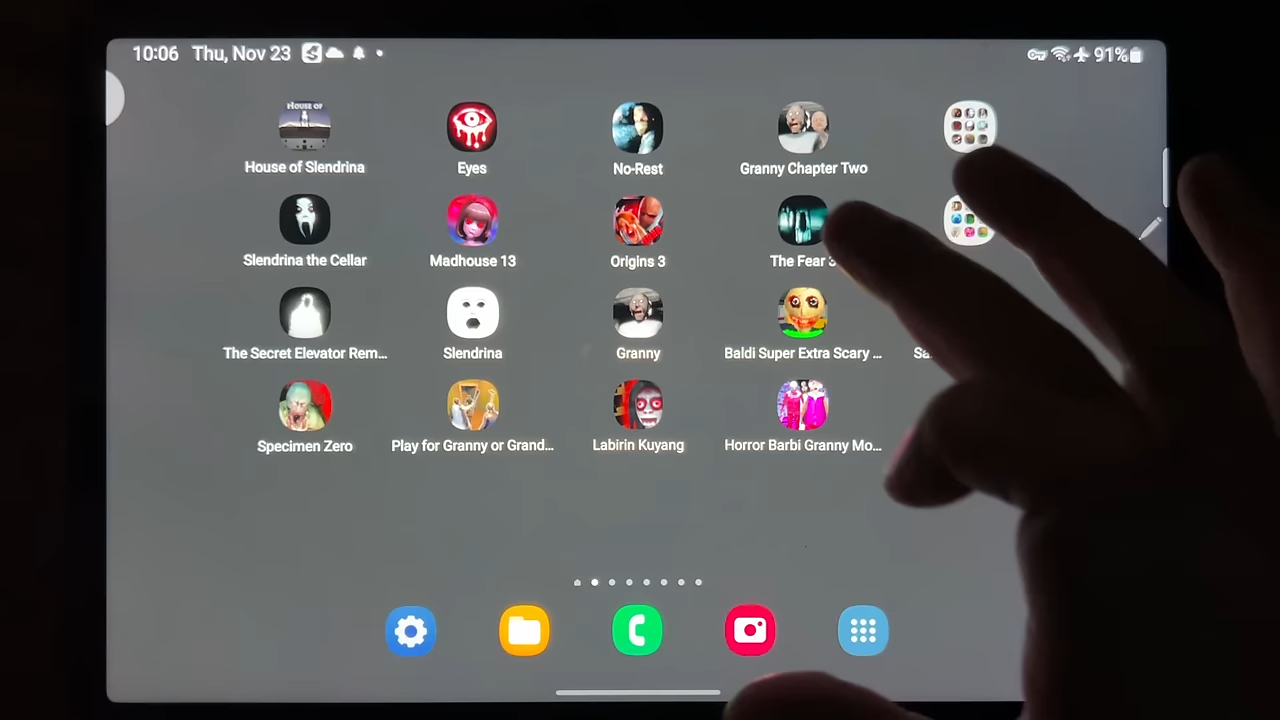 10:06 Thu, Nov 23
91%
HOUSE OF
House of Slendrina
Eyes
No-Rest
Granny Chapter Two
Slendrina the Cellar
Madhouse 13
Origins 3
The Fear 3
The Secret Elevator Rem...
Slendrina
Granny
Baldi Super Extra Scary ...
Sa
Specimen Zero
Play for Granny or Grand...
Labirin Kuyang
Horror Barbi Granny Mo...